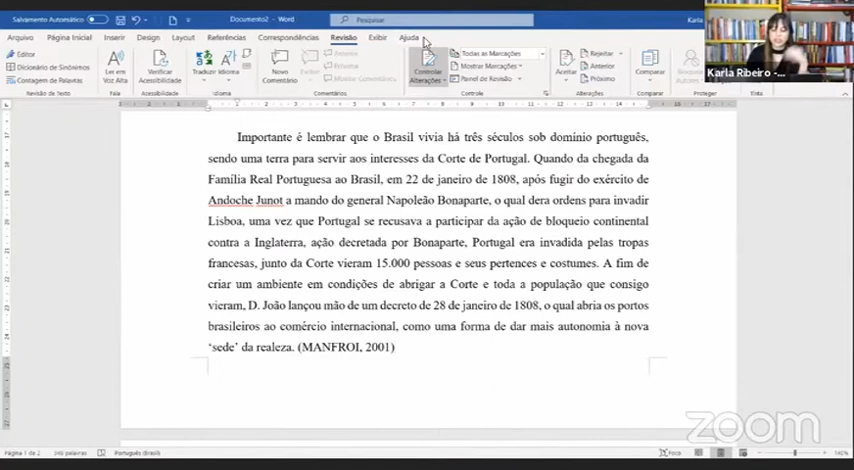 Salvamento Automático
Documento2 - Word
Pesquisar
Karla
Arquivo Página Inicial Inserir Design Layout Referências Correspondências Revisão Exibir Ajuda
Editor
Dicionário de Sinônimos
Contagem de Palavras
Revisão de Texto
Ler em Voz Alta
Fala
Verificar Acessibilidade
Acessibilidade
Traduzir Idioma
Idioma
Novo Comentário
Comentários
Mostrar Comentários
Controlar Alterações
Todas as Marcações
Mostrar Marcações
Painel de Revisão
Controle
Aceitar
Rejeitar
Anterior
Próximo
Alterações
Comparar
Comparar
Proteger
Tinta
Karla Ribeiro -...
Importante é lembrar que o Brasil vivia há três séculos sob domínio português,
sendo uma terra para servir aos interesses da Corte de Portugal. Quando da chegada da
Família Real Portuguesa ao Brasil, em 22 de janeiro de 1808, após fugir do exército de
Andoche Junot a mando do general Napoleão Bonaparte, o qual dera ordens para invadir
Lisboa, uma vez que Portugal se recusava a participar da ação de bloqueio continental
contra a Inglaterra, ação decretada por Bonaparte, Portugal era invadida pelas tropas
francesas, junto da Corte vieram 15.000 pessoas e seus pertences e costumes. A fim de
criar um ambiente em condições de abrigar a Corte e toda a população que consigo
vieram, D. João lançou mão de um decreto de 28 de janeiro de 1808, o qual abria os portos
brasileiros ao comércio internacional, como uma forma de dar mais autonomia à nova
‘sede’ da realeza. (MANFROI, 2001)
zoom
Página 1 de 2 346 palavras Português (Brasil)
Foco
140%